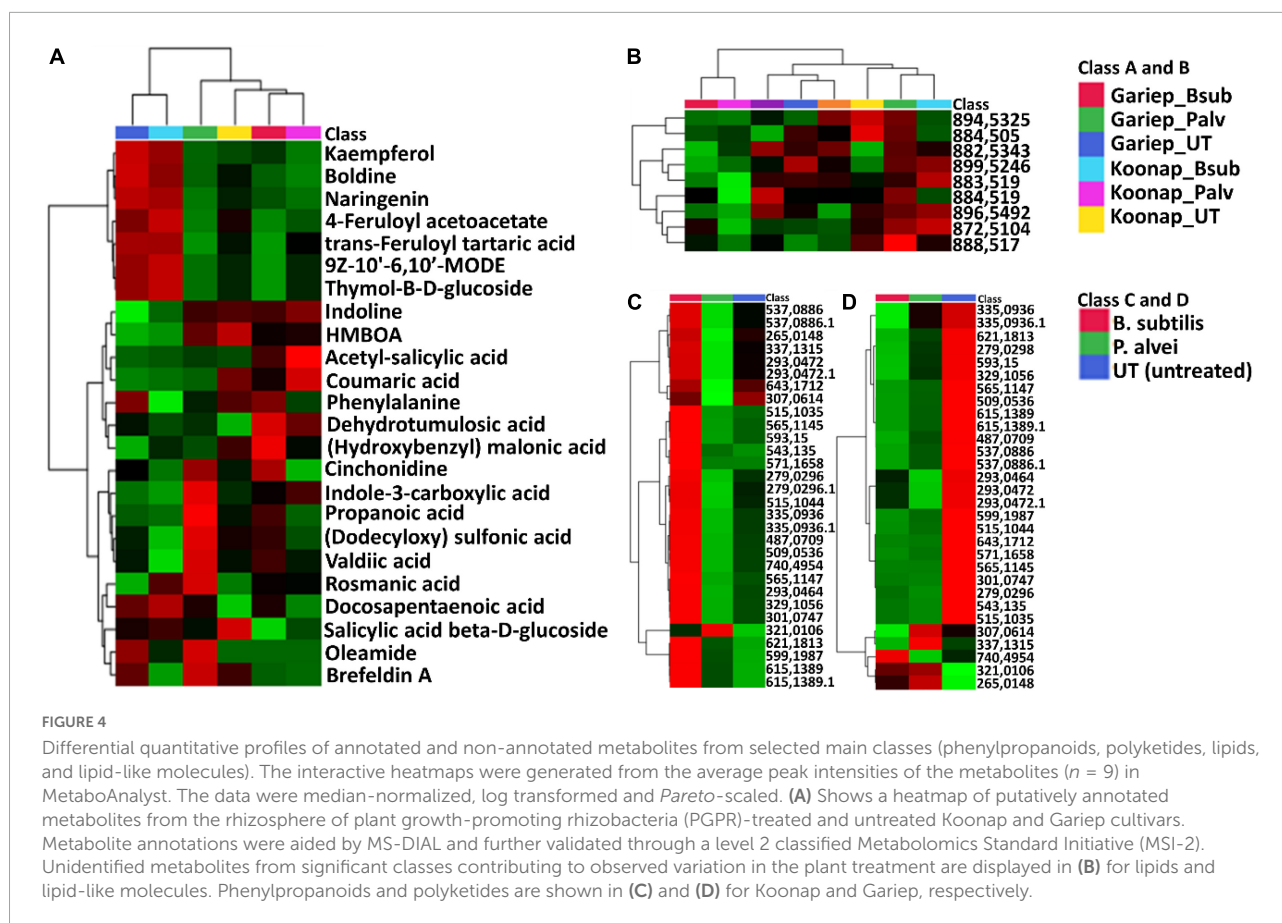 A
Class
Kaempferol
Boldine
Naringenin
4-Feruloyl acetoacetate
trans-Feruloyl tartaric acid
9Z-10'-6,10’-MODE
Thymol-B-D-glucoside
Indoline
HMBOA
Acetyl-salicylic acid
Coumaric acid
Phenylalanine
Dehydrotumulosic acid
(Hydroxybenzyl) malonic acid
Cinchonidine
Indole-3-carboxylic acid
Propanoic acid
(Dodecyloxy) sulfonic acid
Valdiic acid
Rosmanic acid
Docosapentaenoic acid
Salicylic acid beta-D-glucoside
Oleamide
Brefeldin A
B
Class
894,5325
884,505
882,5343
899,5246
883,519
884,519
896,5492
872,5104
888,517
Class A and B
Gariep_Bsub
Gariep_Palv
Gariep_UT
Koonap_Bsub
Koonap_Palv
Koonap_UT
C
Class
537,0886
537,0886.1
265,0148
337,1315
293,0472
293,0472.1
643,1712
307,0614
515,1035
565,1145
593,15
543,135
571,1658
279,0296
279,0296.1
515,1044
335,0936
335,0936.1
487,0709
509,0536
740,4954
565,1147
293,0464
329,1056
301,0747
321,0106
621,1813
599,1987
615,1389
615,1389.1
D
Class
335,0936
335,0936.1
621,1813
279,0298
593,15
329,1056
565,1147
509,0536
615,1389
615,1389.1
487,0709
537,0886
537,0886.1
293,0464
293,0472
293,0472.1
599,1987
515,1044
643,1712
571,1658
565,1145
301,0747
279,0296
543,135
515,1035
307,0614
337,1315
740,4954
321,0106
265,0148
Class C and D
B. subtilis
P. alvei
UT (untreated)
FIGURE 4
Differential quantitative profiles of annotated and non-annotated metabolites from selected main classes (phenylpropanoids, polyketides, lipids,
and lipid-like molecules). The interactive heatmaps were generated from the average peak intensities of the metabolites (n = 9) in
MetaboAnalyst. The data were median-normalized, log transformed and Pareto-scaled. (A) Shows a heatmap of putatively annotated
metabolites from the rhizosphere of plant growth-promoting rhizobacteria (PGPR)-treated and untreated Koonap and Gariep cultivars.
Metabolite annotations were aided by MS-DIAL and further validated through a level 2 classified Metabolomics Standard Initiative (MSI-2).
Unidentified metabolites from significant classes contributing to observed variation in the plant treatment are displayed in (B) for lipids and
lipid-like molecules. Phenylpropanoids and polyketides are shown in (C) and (D) for Koonap and Gariep, respectively.